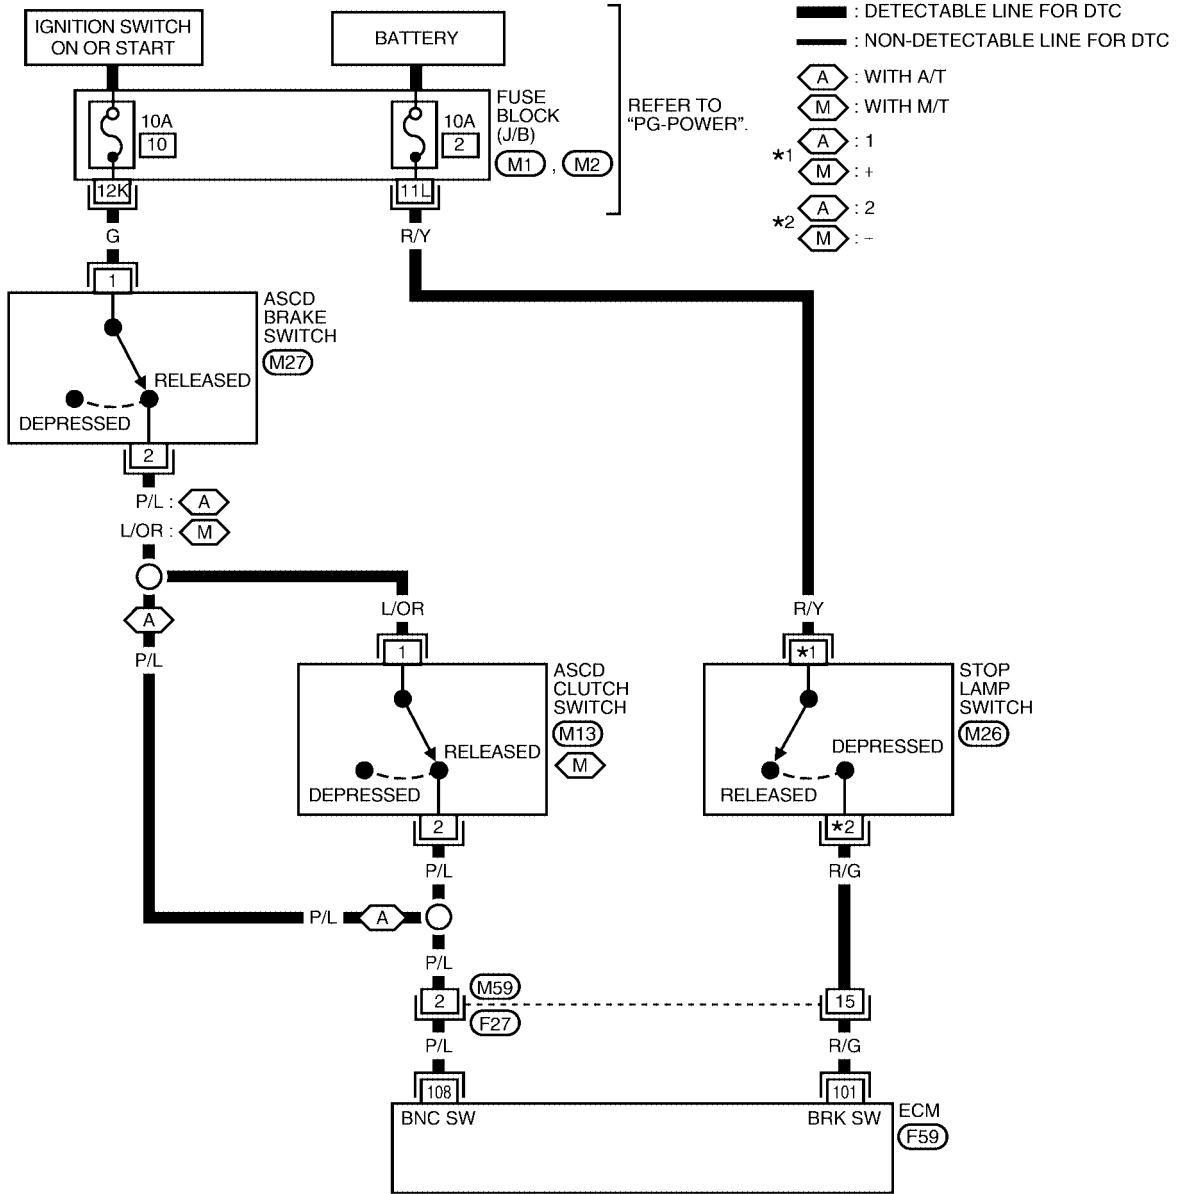 IGNITION SWITCH
ON OR START
BATTERY
: DETECTABLE LINE FOR DTC
: NON-DETECTABLE LINE FOR DTC
A : WITH A/T
M : WITH M/T
*1 A : 1
M : +
*2 A : 2
M : -
10A
10
10A
2
FUSE
BLOCK
(J/B)
M1 , M2
REFER TO
"PG-POWER".
12K
11L
G
R/Y
1
ASCD
BRAKE
SWITCH
M27
RELEASED
DEPRESSED
2
P/L : A
L/OR : M
A
P/L
L/OR
R/Y
1
*1
ASCD
CLUTCH
SWITCH
M13
M
RELEASED
DEPRESSED
STOP
LAMP
SWITCH
M26
DEPRESSED
RELEASED
2
*2
P/L
R/G
P/L A
P/L
2
M59
F27
15
P/L
R/G
108
101
BNC SW
BRK SW
ECM
F59